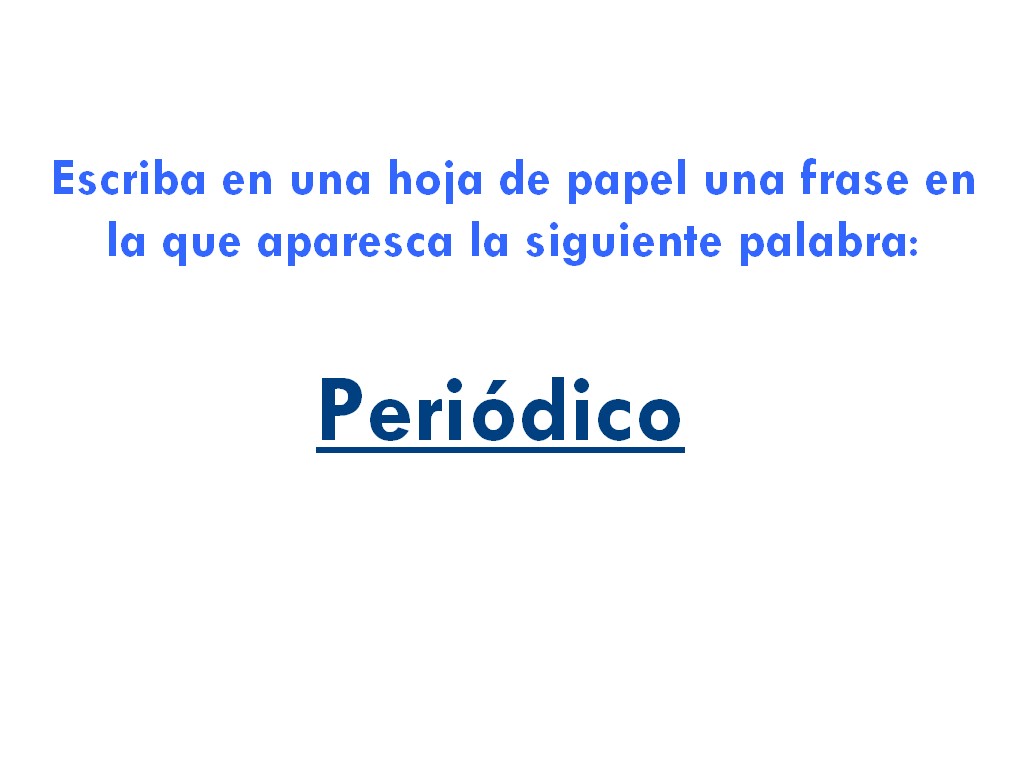 Escriba en una hoja de papel una frase en
la que aparesca la siguiente palabra:
Periódico